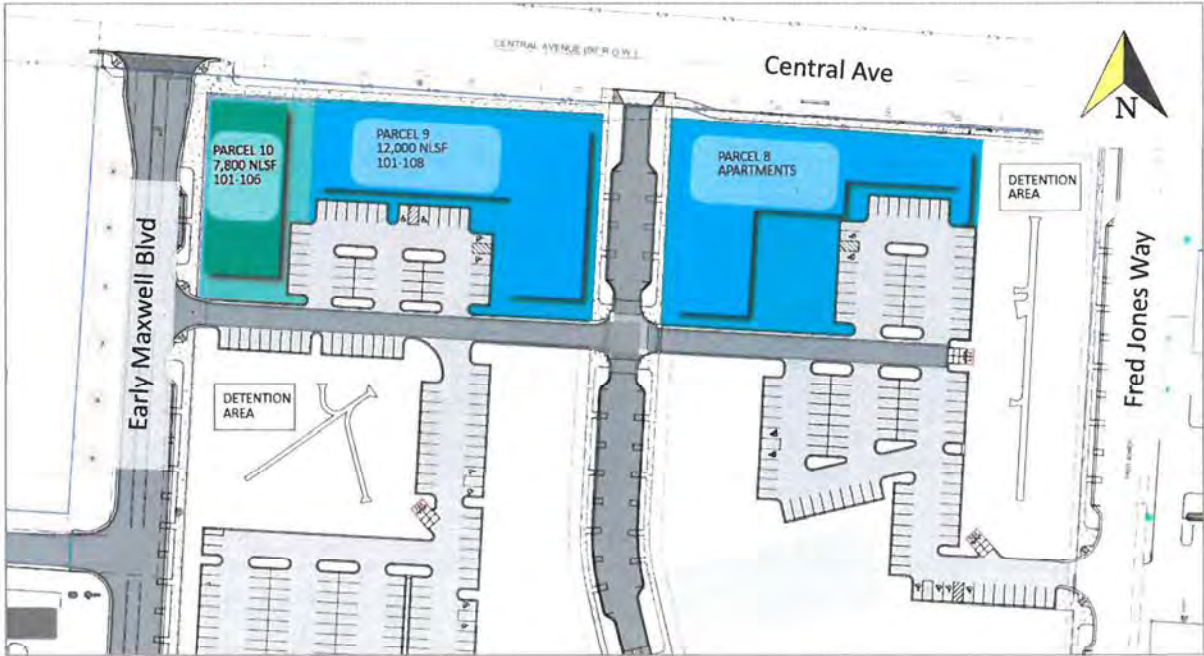 CENTRAL AVENUE (80' R.O.W.)
Central Ave
N
PARCEL 10
7,800 NLSF
101-106
PARCEL 9
12,000 NLSF
101-108
PARCEL 8
APARTMENTS
DETENTION
AREA
Early Maxwell Blvd
Fred Jones Way
DETENTION
AREA